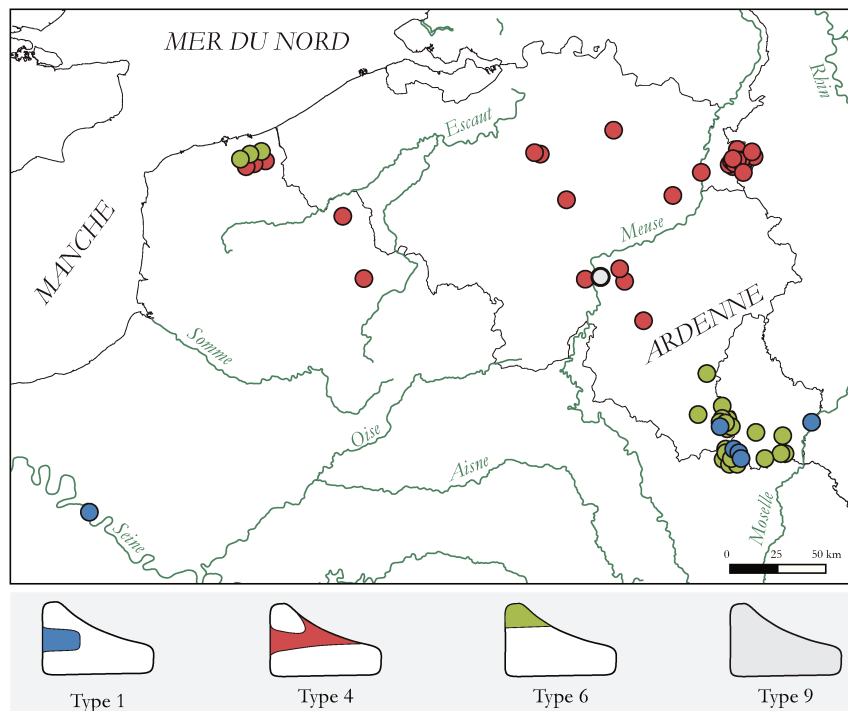 MER DU NORD
Rhin
Escaut
MANCHE
Meuse
ARDENNE
Somme
Oise
Aisne
Seine
Moselle
0 25 50 km
Type 1
Type 4
Type 6
Type 9